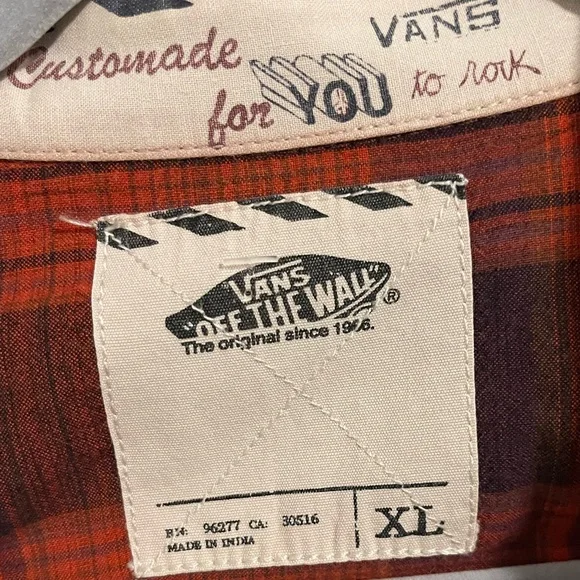 VANS
Customade
for YOU to rock
VANS
"OFF THE WALL"
®
The original since 1966.
RN: 96277 CA: 30516
MADE IN INDIA
XL